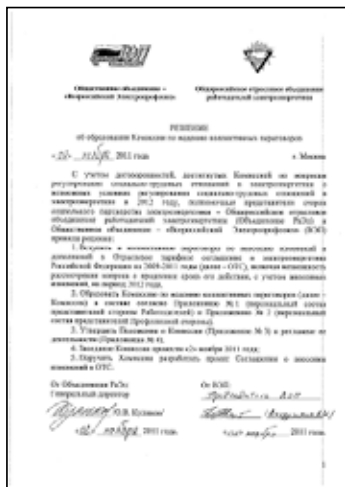 Общественное объединение –
«Всероссийский Электропрофсоюз»
Общероссийское отраслевое объединение
работодателей электроэнергетики
РЕШЕНИЕ
об образовании Комиссии по ведению коллективных переговоров
2011 года
г. Москва
С учетом договоренностей, достигнутых Комиссией по вопросам
регулирования социально-трудовых отношений в электроэнергетике о
условиях регулирования социально-трудовых отношений в
электроэнергетике в 2012 году, полномочные представители сторон
социального партнерства электроэнергетики – Общероссийское отраслевое
объединение работодателей электроэнергетики (Объединение РаЭл) и
Общественное объединение – «Всероссийский Электропрофсоюз» (ВЭП)
приняли решение:
1. Вступить в переговоры по внесению изменений и
дополнений в Отраслевое тарифное соглашение в электроэнергетике
Российской Федерации на 2009-2011 годы (далее – ОТС), включая возможность
рассмотрения вопроса о продлении срока его действия, с учетом
изменений, на период 2012 года.
2. Образовать Комиссию по ведению коллективных переговоров (далее –
Комиссия) в составе согласно Приложению № 1 (персональный состав
представителей стороны Работодателей) и Приложению № 2 (персональный
состав представителей Профсоюзной стороны).
3. Утвердить Положение о Комиссии (Приложение № 3) и регламент ее
деятельности (Приложение № 4).
4. Заседание Комиссии провести «2» ноября 2011 года.
5. Поручить Комиссии разработать проект Соглашения о внесении
изменений в ОТС.
От Объединения РаЭл
Генеральный директор
От ВЭП:
Председатель ВЭП
«02» ноября 2011 года.
ноября 2011 года.
1